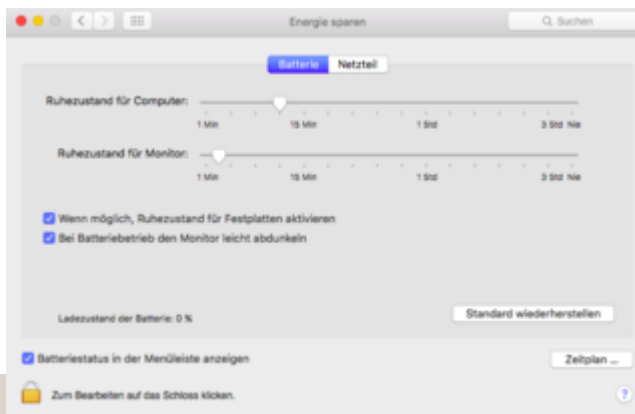 Energie sparen
Suchen
Batterie Netzteil
Ruhezustand für Computer:
1 Min 15 Min 1 Std 3 Std Nie
Ruhezustand für Monitor:
1 Min 15 Min 1 Std 3 Std Nie
Wenn möglich, Ruhezustand für Festplatten aktivieren
Bei Batteriebetrieb den Monitor leicht abdunkeln
Ladezustand der Batterie: 0 %
Standard wiederherstellen
Batteriestatus in der Menüleiste anzeigen
Zeitplan ...
Zum Bearbeiten auf das Schloss klicken.
?